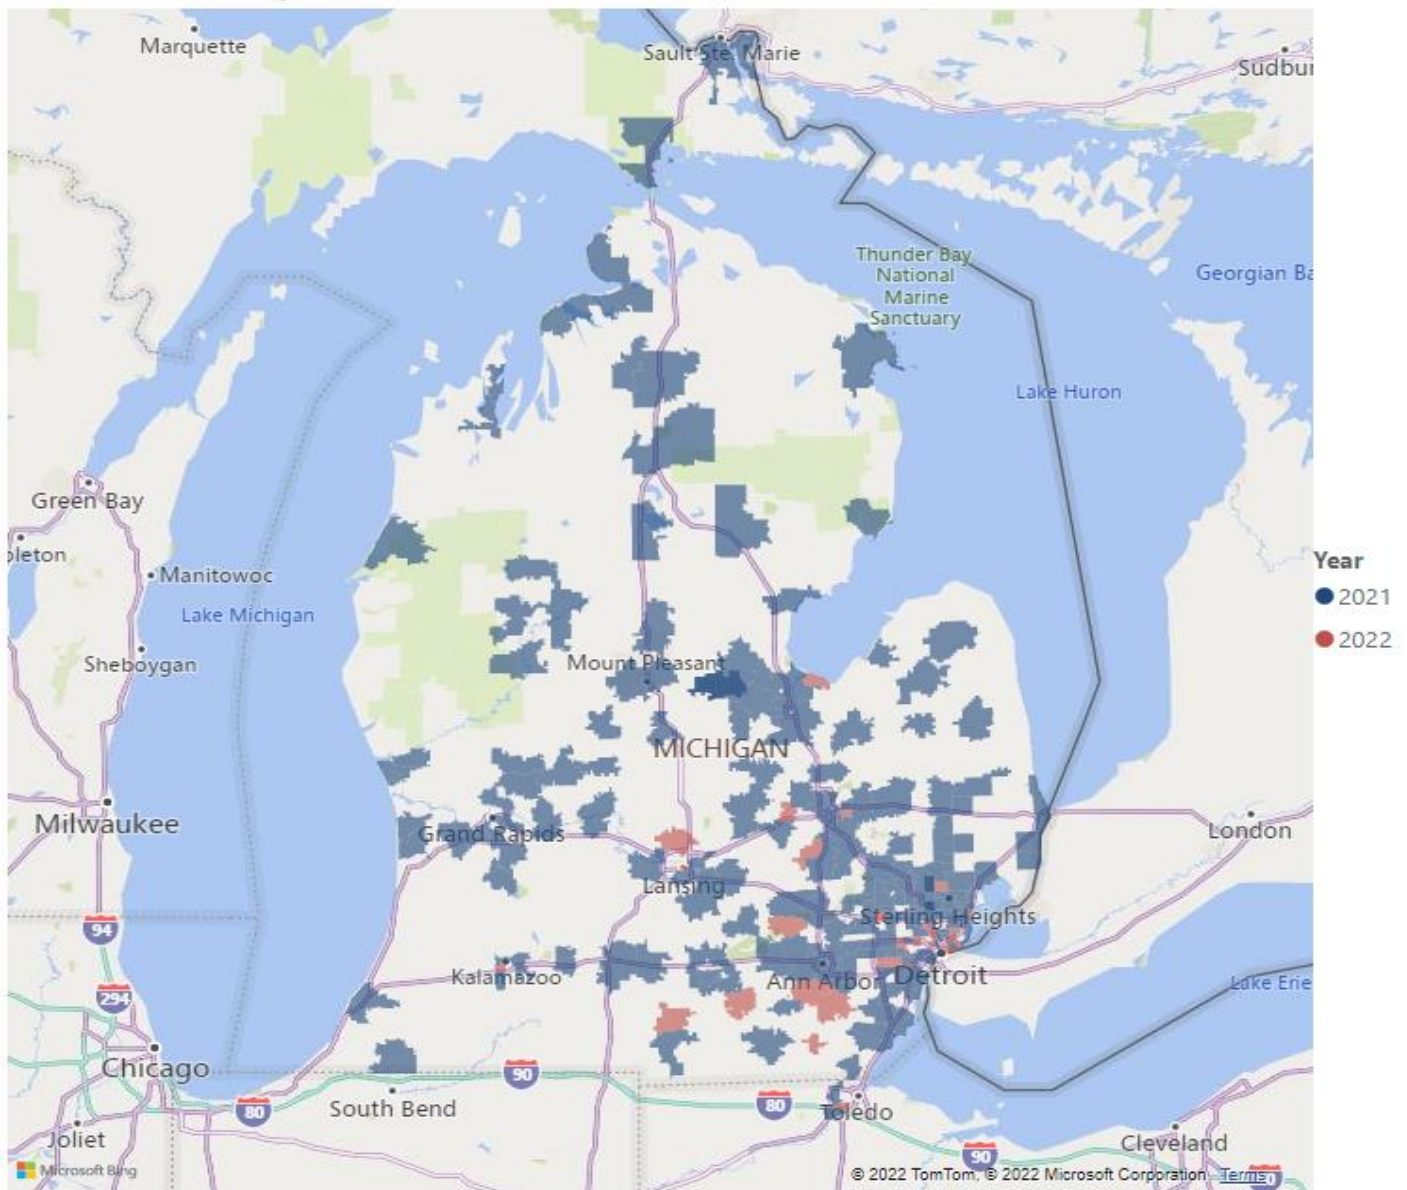 Marquette
Sault Ste. Marie
Sudbur
Thunder Bay
National
Marine
Sanctuary
Georgian Ba
Lake Huron
Green Bay
pleton
Manitowoc
Lake Michigan
Sheboygan
Mount Pleasant
MICHIGAN
Year
2021
2022
Milwaukee
Grand Rapids
London
Lansing
Sterling Heights
94
Kalamazoo
Ann Arbor
Detroit
Lake Erie
294
Chicago
90
80
South Bend
80
Toledo
Joliet
Cleveland
90
Microsoft Bing
© 2022 TomTom, © 2022 Microsoft Corporation Terms